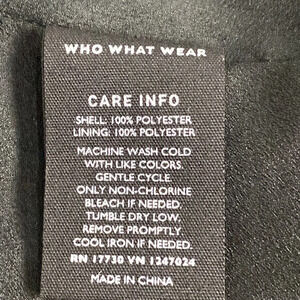 WHO WHAT WEAR
CARE INFO
SHELL: 100% POLYESTER
LINING: 100% POLYESTER
MACHINE WASH COLD
WITH LIKE COLORS.
GENTLE CYCLE.
ONLY NON-CHLORINE
BLEACH IF NEEDED.
TUMBLE DRY LOW.
REMOVE PROMPTLY.
COOL IRON IF NEEDED.
RN 17730 VN 1247024
MADE IN CHINA